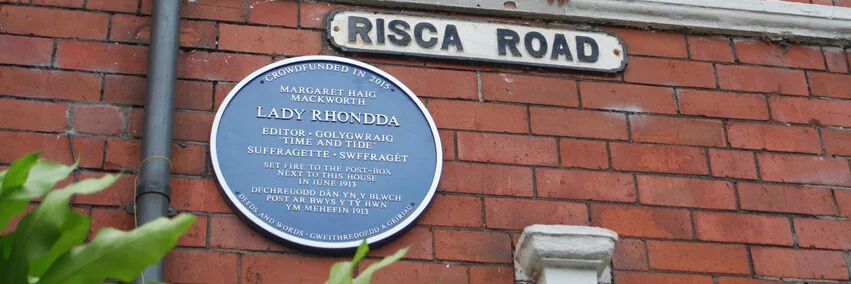 RISCA ROAD
CROWDFUNDED IN 2015
MARGARET HAIG
MACKWORTH
LADY RHONDDA
EDITOR · GOLYGWRAIG
'TIME AND TIDE'
SUFFRAGETTE · SWFFRAGÉT
SET FIRE TO THE POST-BOX
NEXT TO THIS HOUSE
IN JUNE 1913
DECHREUODD DÂN YN Y BLWCH
POST AR BWYS Y TŶ HWN
YM MEHEFIN 1913
DEEDS AND WORDS · GWEITHREDOEDD A GEIRIAU